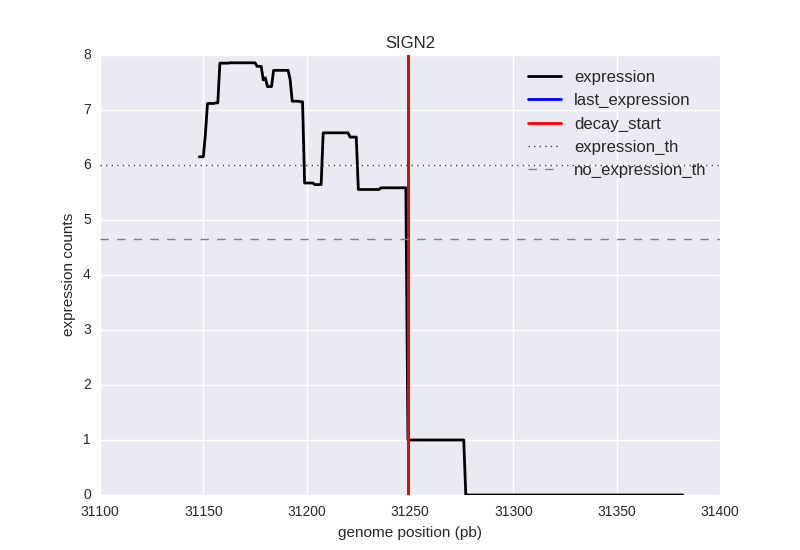 SIGN2
8
7
6
5
4
3
2
1
0
expression counts
expression
last_expression
decay_start
expression_th
no_expression_th
31100 31150 31200 31250 31300 31350 31400
genome position (pb)